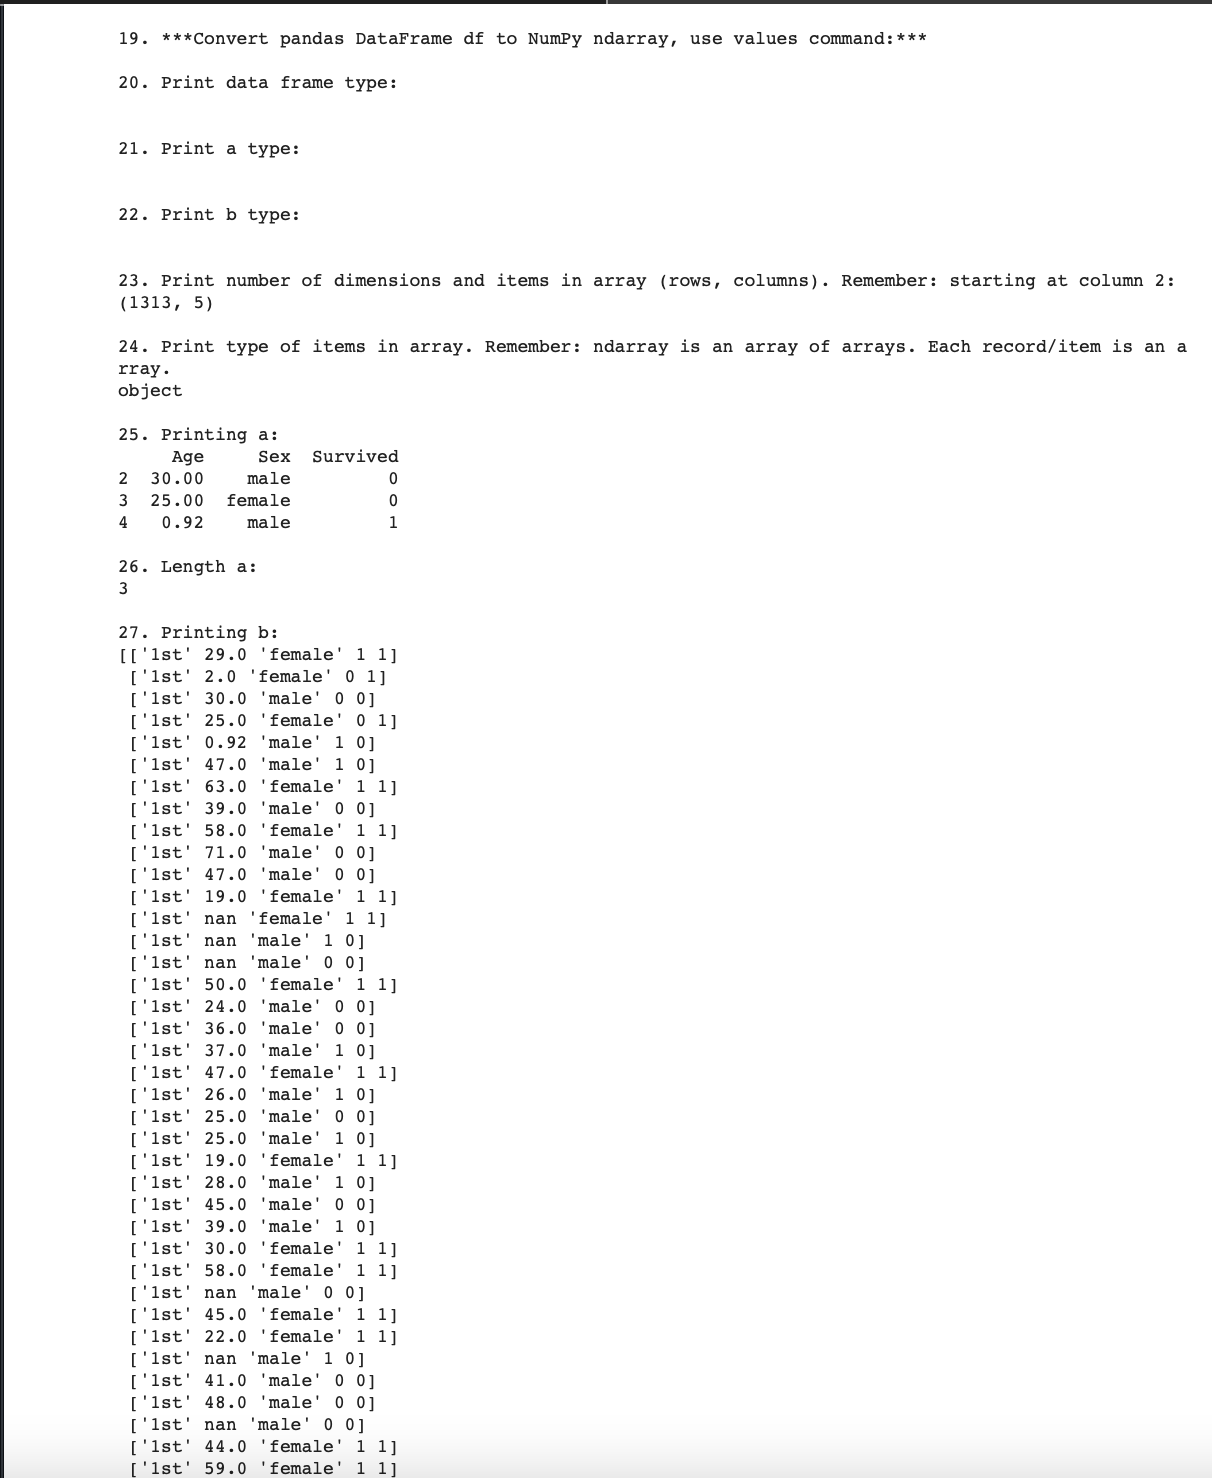 19. ***Convert pandas DataFrame df to NumPy ndarray, use values command:***
20. Print data frame type:
21. Print a type:
22. Print b type:
23. Print number of dimensions and items in array (rows, columns). Remember: starting at column 2:
(1313, 5)
24. Print type of items in array. Remember: ndarray is an array of arrays. Each record/item is an a
rray.
object
25. Printing a:
     Age     Sex  Survived
2  30.00    male         0
3  25.00  female         0
4   0.92    male         1
26. Length a:
3
27. Printing b:
[['1st' 29.0 'female' 1 1]
 ['1st' 2.0 'female' 0 1]
 ['1st' 30.0 'male' 0 0]
 ['1st' 25.0 'female' 0 1]
 ['1st' 0.92 'male' 1 0]
 ['1st' 47.0 'male' 1 0]
 ['1st' 63.0 'female' 1 1]
 ['1st' 39.0 'male' 0 0]
 ['1st' 58.0 'female' 1 1]
 ['1st' 71.0 'male' 0 0]
 ['1st' 47.0 'male' 0 0]
 ['1st' 19.0 'female' 1 1]
 ['1st' nan 'female' 1 1]
 ['1st' nan 'male' 1 0]
 ['1st' nan 'male' 0 0]
 ['1st' 50.0 'female' 1 1]
 ['1st' 24.0 'male' 0 0]
 ['1st' 36.0 'male' 0 0]
 ['1st' 37.0 'male' 1 0]
 ['1st' 47.0 'female' 1 1]
 ['1st' 26.0 'male' 1 0]
 ['1st' 25.0 'male' 0 0]
 ['1st' 25.0 'male' 1 0]
 ['1st' 19.0 'female' 1 1]
 ['1st' 28.0 'male' 1 0]
 ['1st' 45.0 'male' 0 0]
 ['1st' 39.0 'male' 1 0]
 ['1st' 30.0 'female' 1 1]
 ['1st' 58.0 'female' 1 1]
 ['1st' nan 'male' 0 0]
 ['1st' 45.0 'female' 1 1]
 ['1st' 22.0 'female' 1 1]
 ['1st' nan 'male' 1 0]
 ['1st' 41.0 'male' 0 0]
 ['1st' 48.0 'male' 0 0]
 ['1st' nan 'male' 0 0]
 ['1st' 44.0 'female' 1 1]
 ['1st' 59.0 'female' 1 1]